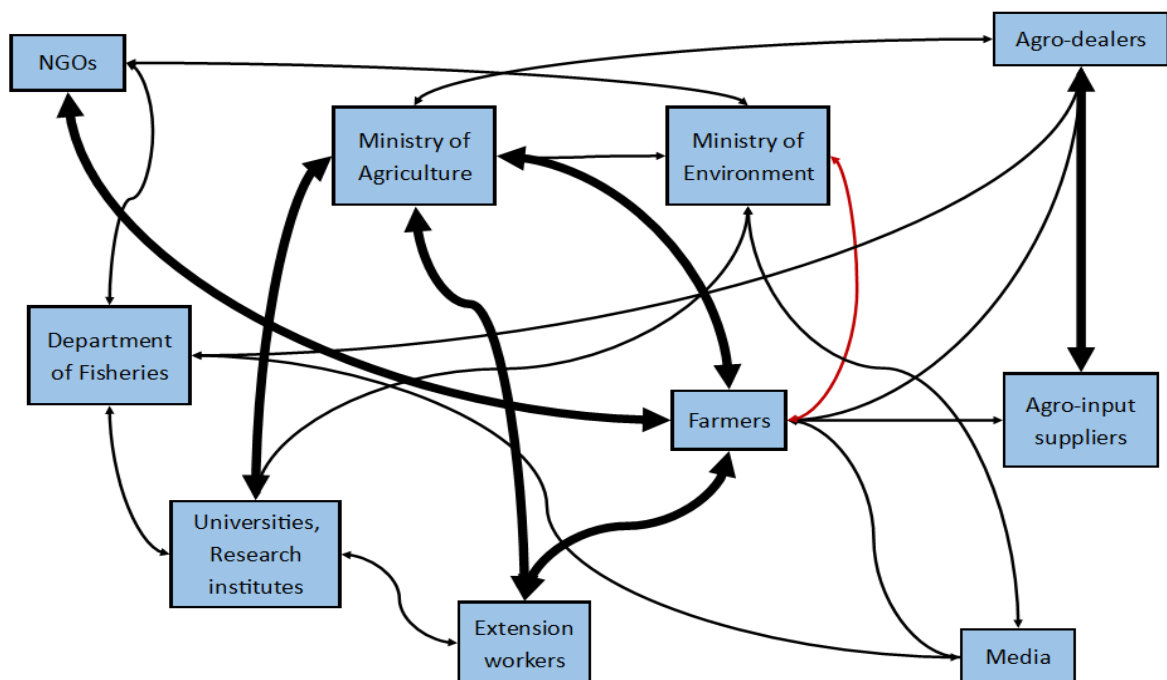 NGOs
Agro-dealers
Ministry of
Agriculture
Ministry of
Environment
Department
of Fisheries
Farmers
Agro-input
suppliers
Universities,
Research
institutes
Extension
workers
Media